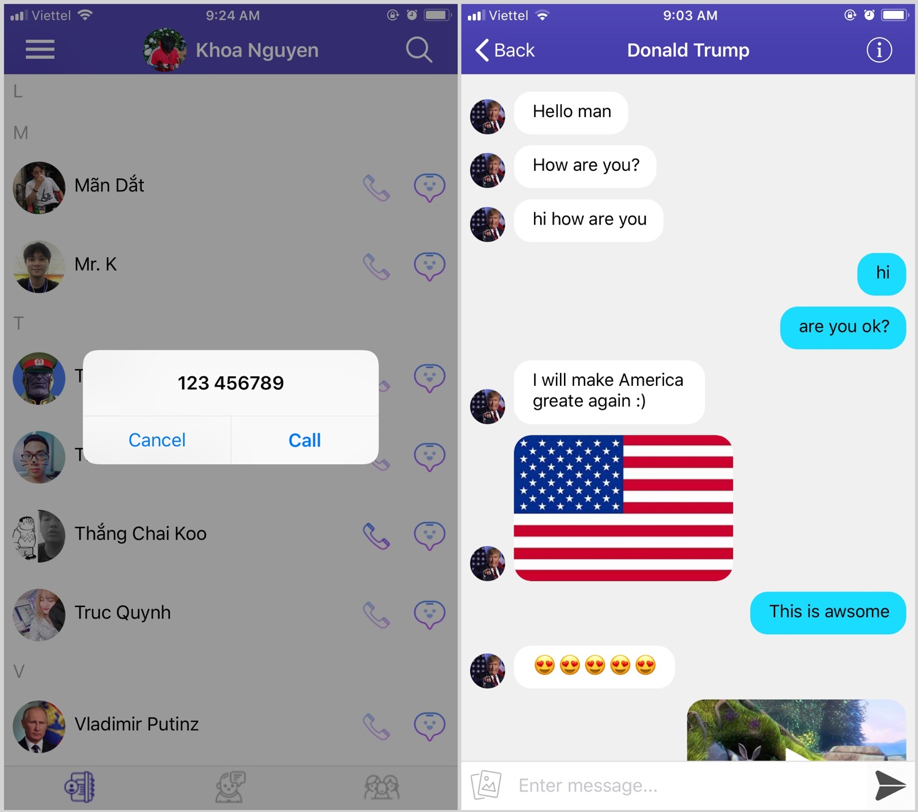 Viettel
9:24 AM
Khoa Nguyen
L
M
Mãn Dắt
Mr. K
T
T
T
123 456789
Cancel
Call
Thắng Chai Koo
Truc Quynh
V
Vladimir Putinz
Viettel
9:03 AM
Back
Donald Trump
Hello man
How are you?
hi how are you
hi
are you ok?
I will make America
greate again :)
This is awsome
😍😍😍😍😍
Enter message...